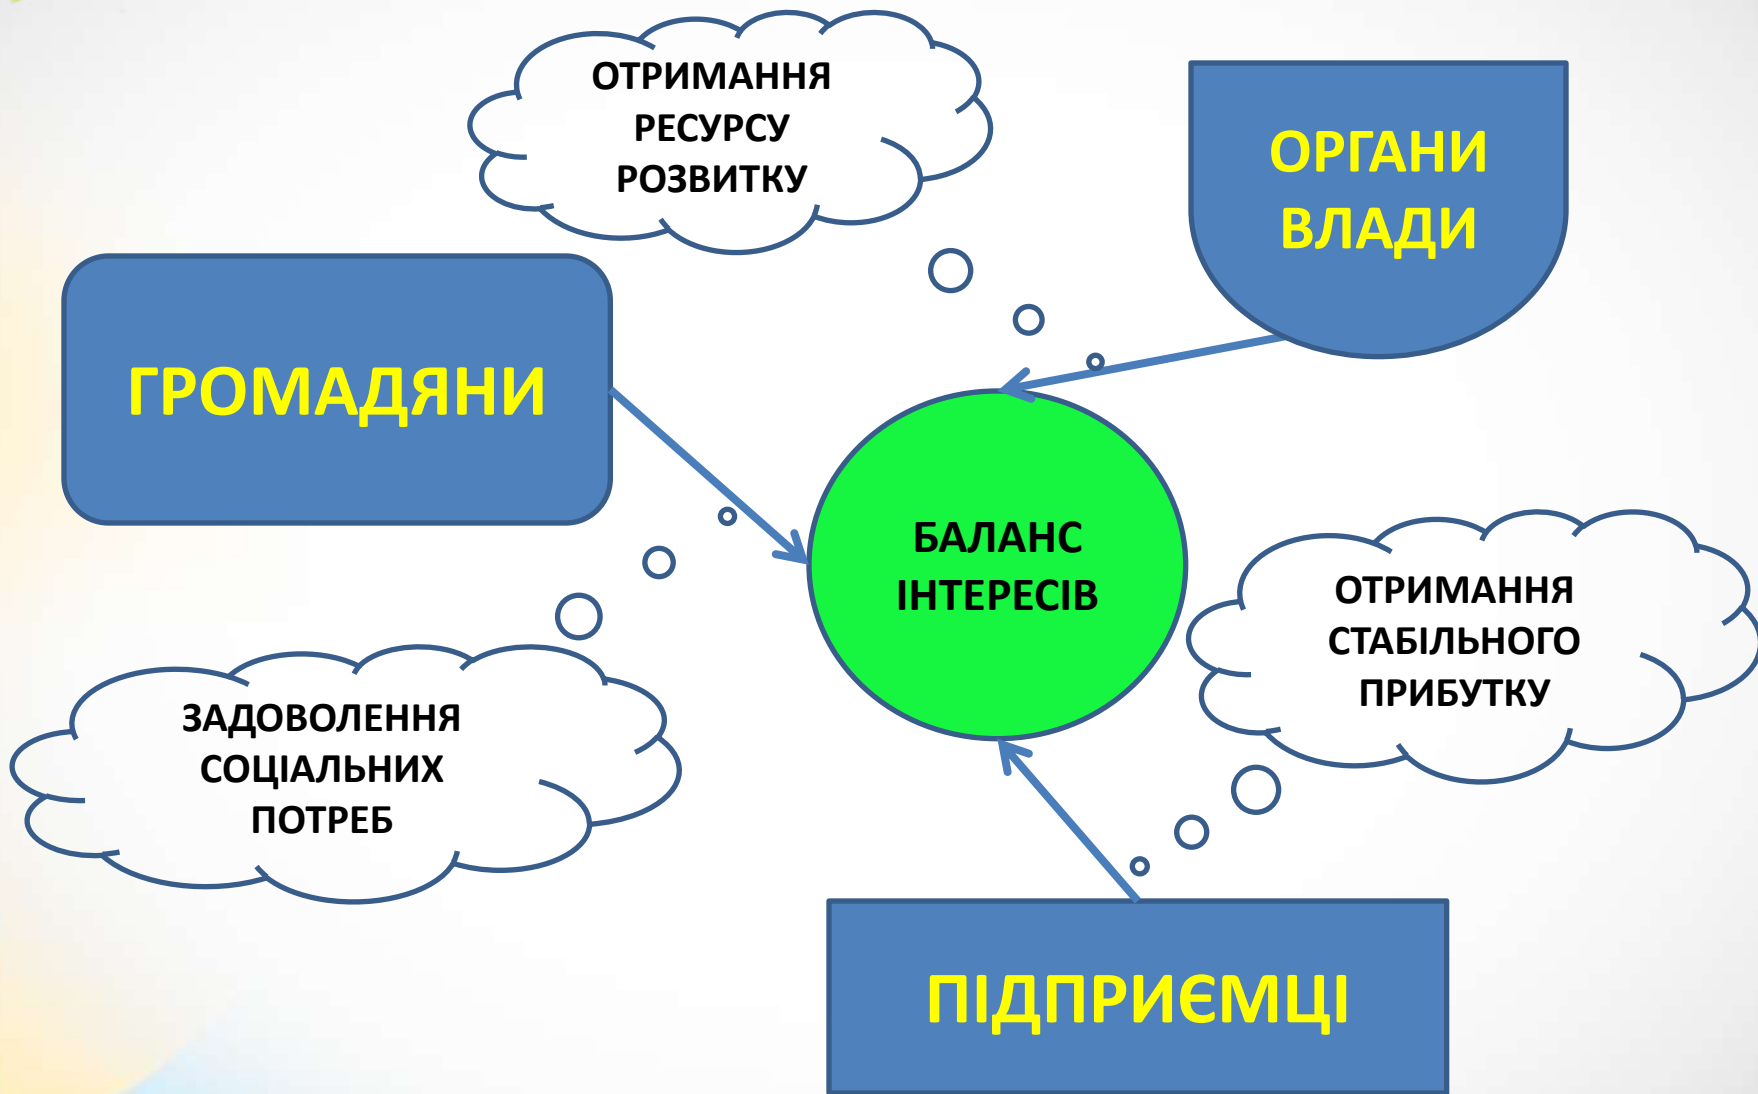 ОТРИМАННЯ
РЕСУРСУ
РОЗВИТКУ
ОРГАНИ
ВЛАДИ
ГРОМАДЯНИ
БАЛАНС
ІНТЕРЕСІВ
ОТРИМАННЯ
СТАБІЛЬНОГО
ПРИБУТКУ
ЗАДОВОЛЕННЯ
СОЦІАЛЬНИХ
ПОТРЕБ
ПІДПРИЄМЦІ